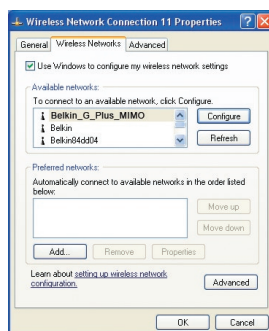 Wireless Network Connection 11 Properties
General Wireless Networks Advanced
Use Windows to configure my wireless network settings
Available networks:
To connect to an available network, click Configure.
Belkin_G_Plus_MIMO
Configure
Belkin
Belkin84dd04
Refresh
Preferred networks:
Automatically connect to available networks in the order listed
below:
Move up
Move down
Add... Remove Properties
Learn about setting up wireless network
configuration.
Advanced
OK Cancel